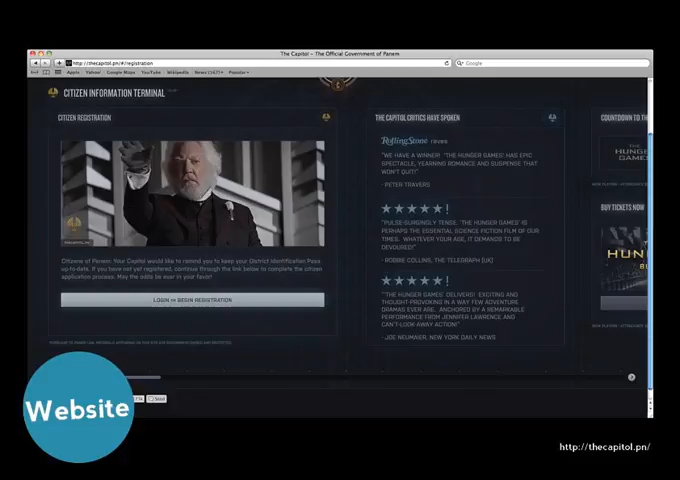 The Capitol – The Official Government of Panem
http://thecapitol.pn/#/registration
Google
Apple Yahoo! Google Maps YouTube Wikipedia News Popular
CITIZEN INFORMATION TERMINAL
CITIZEN REGISTRATION
Citizens of Panem: Your Capitol would like to remind you to keep your District Identification Pass
up-to-date. If you have not yet registered, continue through the link below to complete the citizen
application process. May the odds be ever in your favor!
LOGIN or BEGIN REGISTRATION
THE CAPITOL CRITICS HAVE SPOKEN
RollingStone
"WE HAVE A WINNER! 'THE HUNGER GAMES' HAS EPIC
SPECTACLE, YEARNING ROMANCE AND SUSPENSE THAT
WON'T QUIT!"
- PETER TRAVERS
★★★★★!
"PULSE-SURGINGLY TENSE. 'THE HUNGER GAMES' IS
PERHAPS THE ESSENTIAL SCIENCE FICTION FILM OF OUR
TIMES. WHATEVER YOUR AGE, IT DEMANDS TO BE
DEVOURED!"
- ROBBIE COLLINS, THE TELEGRAPH [UK]
★★★★★!
"'THE HUNGER GAMES' DELIVERS! EXCITING AND
THOUGHT-PROVOKING IN A WAY FEW ADVENTURE
DRAMAS EVER ARE. ANCHORED BY A REMARKABLE
PERFORMANCE FROM JENNIFER LAWRENCE AND
CAN'T-LOOK-AWAY ACTION!"
- JOE NEUMAIER, NEW YORK DAILY NEWS
COUNTDOWN TO TH
THE
HUNGER
GAMES
BUY TICKETS NOW
HUN
Website
http://thecapitol.pn/